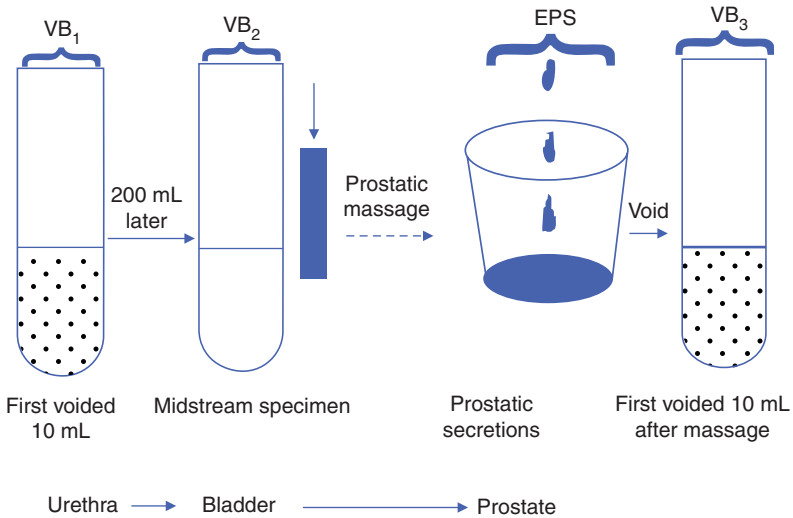 VB₁
VB₂
EPS
VB₃
200 mL
later
Prostatic
massage
Void
First voided
10 mL
Midstream specimen
Prostatic
secretions
First voided 10 mL
after massage
Urethra
Bladder
Prostate